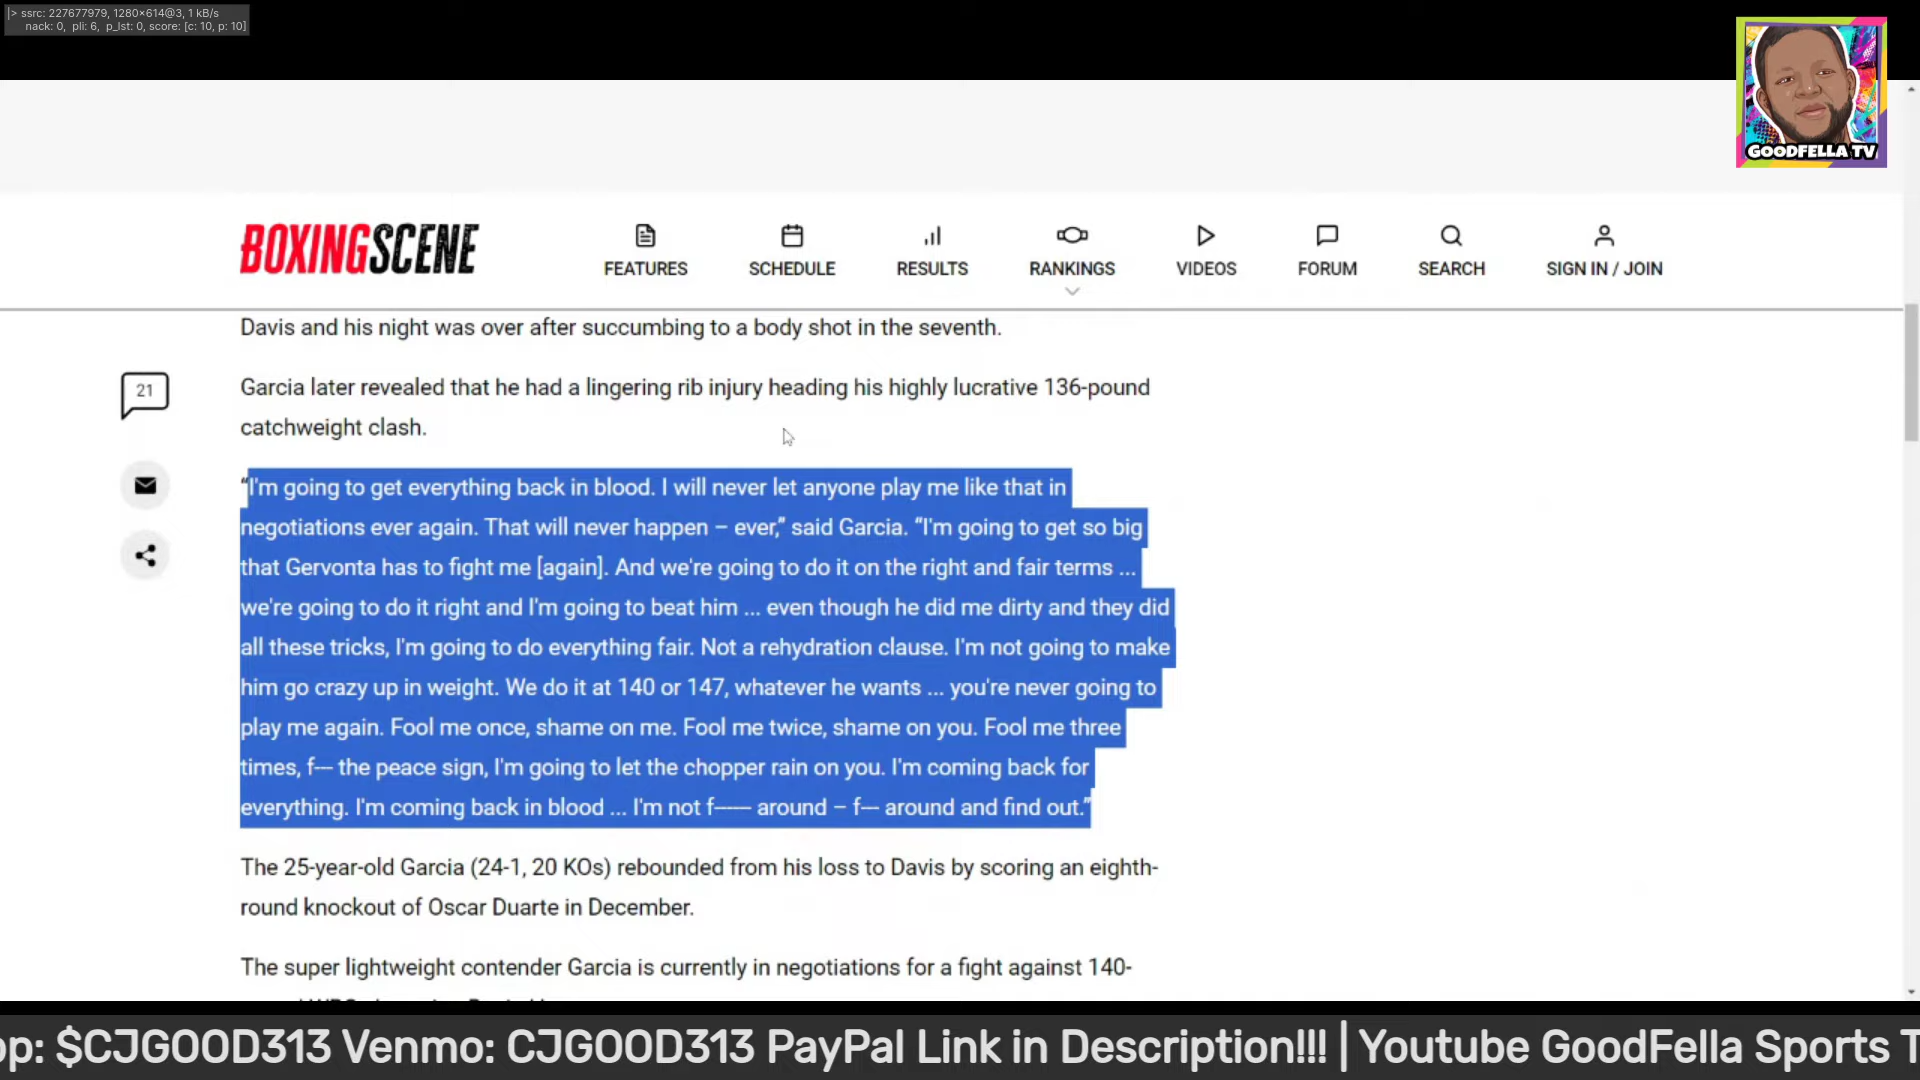 |> ssrc: 227677979, 1280×614@3, 1 kB/s
nack: 0, pli: 6, p_lst: 0, score: [c: 10, p: 10]
GOODFELLA TV
BOXINGSCENE
FEATURES
SCHEDULE
RESULTS
RANKINGS
VIDEOS
FORUM
SEARCH
SIGN IN / JOIN
Davis and his night was over after succumbing to a body shot in the seventh.
21
Garcia later revealed that he had a lingering rib injury heading his highly lucrative 136-pound
catchweight clash.
“I'm going to get everything back in blood. I will never let anyone play me like that in
negotiations ever again. That will never happen – ever,” said Garcia. “I'm going to get so big
that Gervonta has to fight me [again]. And we're going to do it on the right and fair terms ...
we're going to do it right and I'm going to beat him ... even though he did me dirty and they did
all these tricks, I'm going to do everything fair. Not a rehydration clause. I'm not going to make
him go crazy up in weight. We do it at 140 or 147, whatever he wants ... you're never going to
play me again. Fool me once, shame on me. Fool me twice, shame on you. Fool me three
times, f--- the peace sign, I'm going to let the chopper rain on you. I'm coming back for
everything. I'm coming back in blood ... I'm not f------ around – f--- around and find out.”
The 25-year-old Garcia (24-1, 20 KOs) rebounded from his loss to Davis by scoring an eighth-
round knockout of Oscar Duarte in December.
The super lightweight contender Garcia is currently in negotiations for a fight against 140-
op: $CJGOOD313 Venmo: CJGOOD313 PayPal Link in Description!!! | Youtube GoodFella Sports T